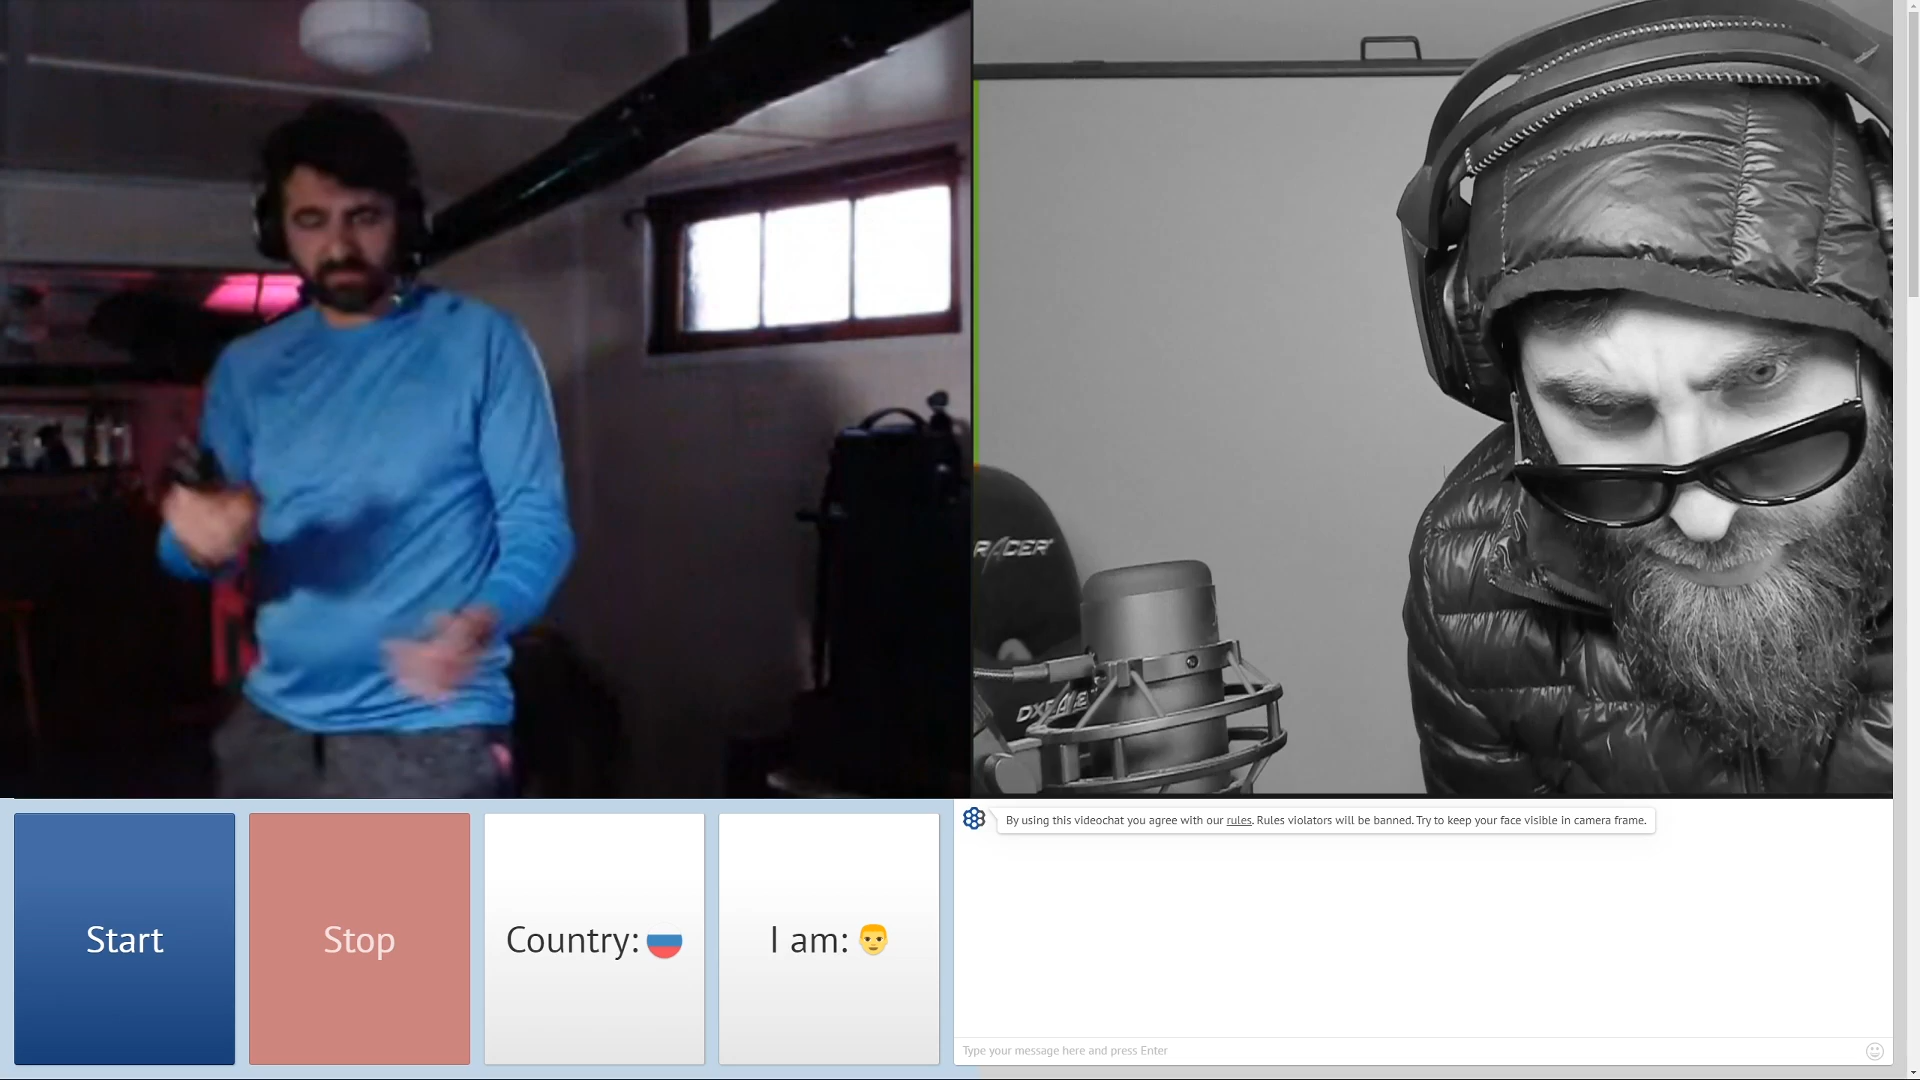 RACER
DXRACER
By using this videochat you agree with our rules. Rules violators will be banned. Try to keep your face visible in camera frame.
Start
Stop
Country:
I am:
Type your message here and press Enter